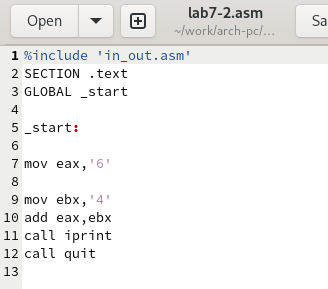 Open
lab7-2.asm
~/work/arch-pc/...
Sa
1 %include 'in_out.asm'
2 SECTION .text
3 GLOBAL _start
4
5 _start:
6
7 mov eax,'6'
8
9 mov ebx,'4'
10 add eax,ebx
11 call iprint
12 call quit
13